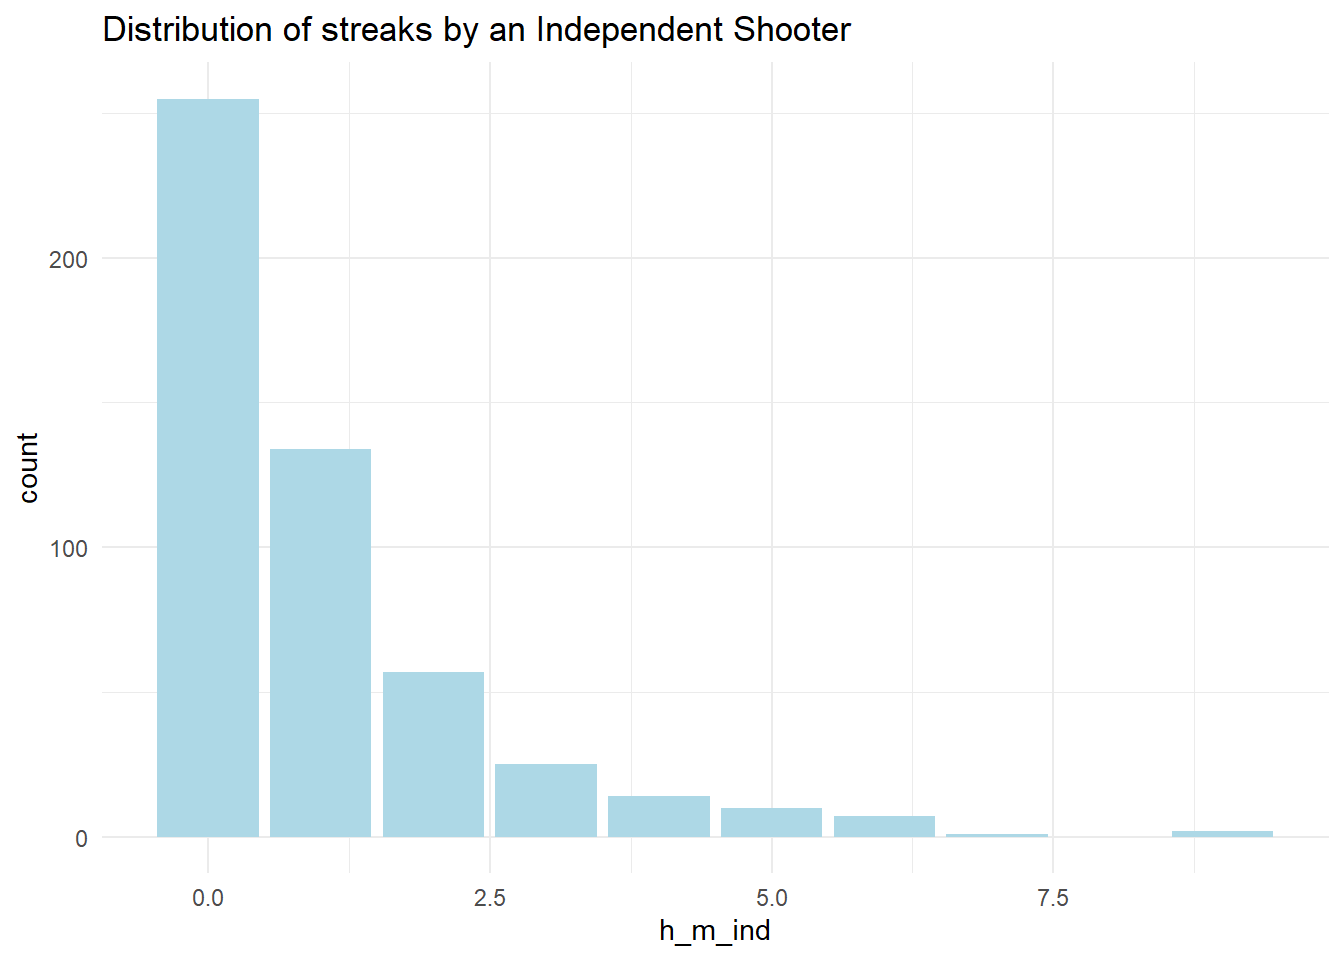 Distribution of streaks by an Independent Shooter
200
100
0
count
0.0 2.5 5.0 7.5
h_m_ind